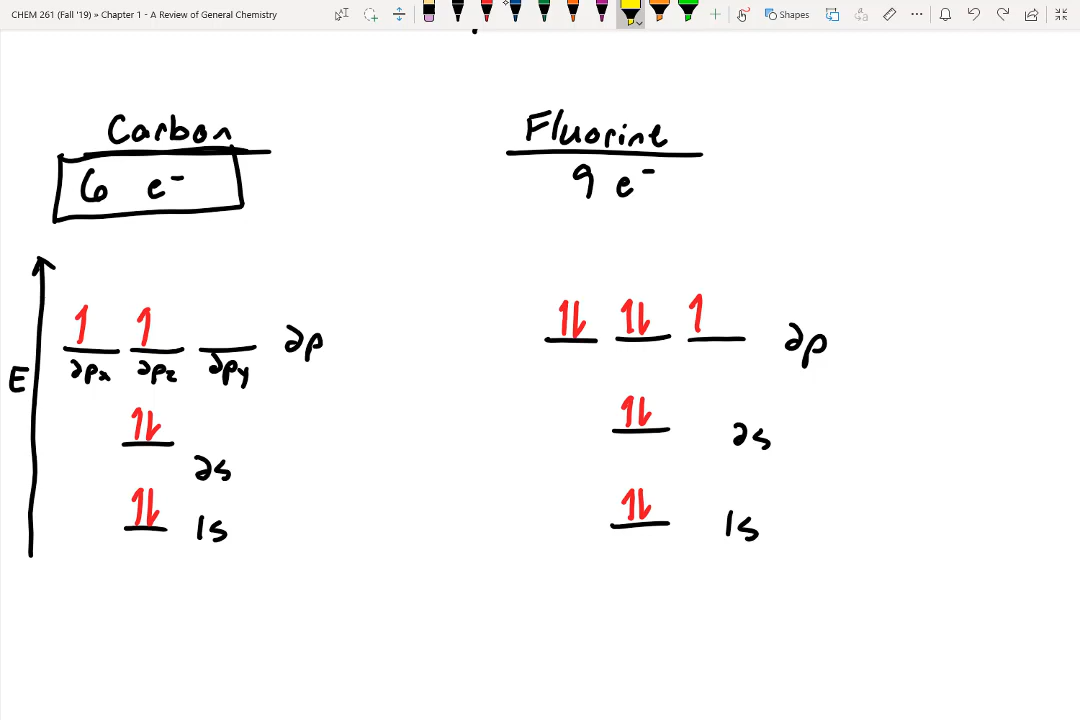 CHEM 261 (Fall '19) » Chapter 1 - A Review of General Chemistry
Shapes
Carbon
6 e⁻
E
2px 2pz 2py 2p
2s
1s
Fluorine
9 e⁻
2p
2s
1s